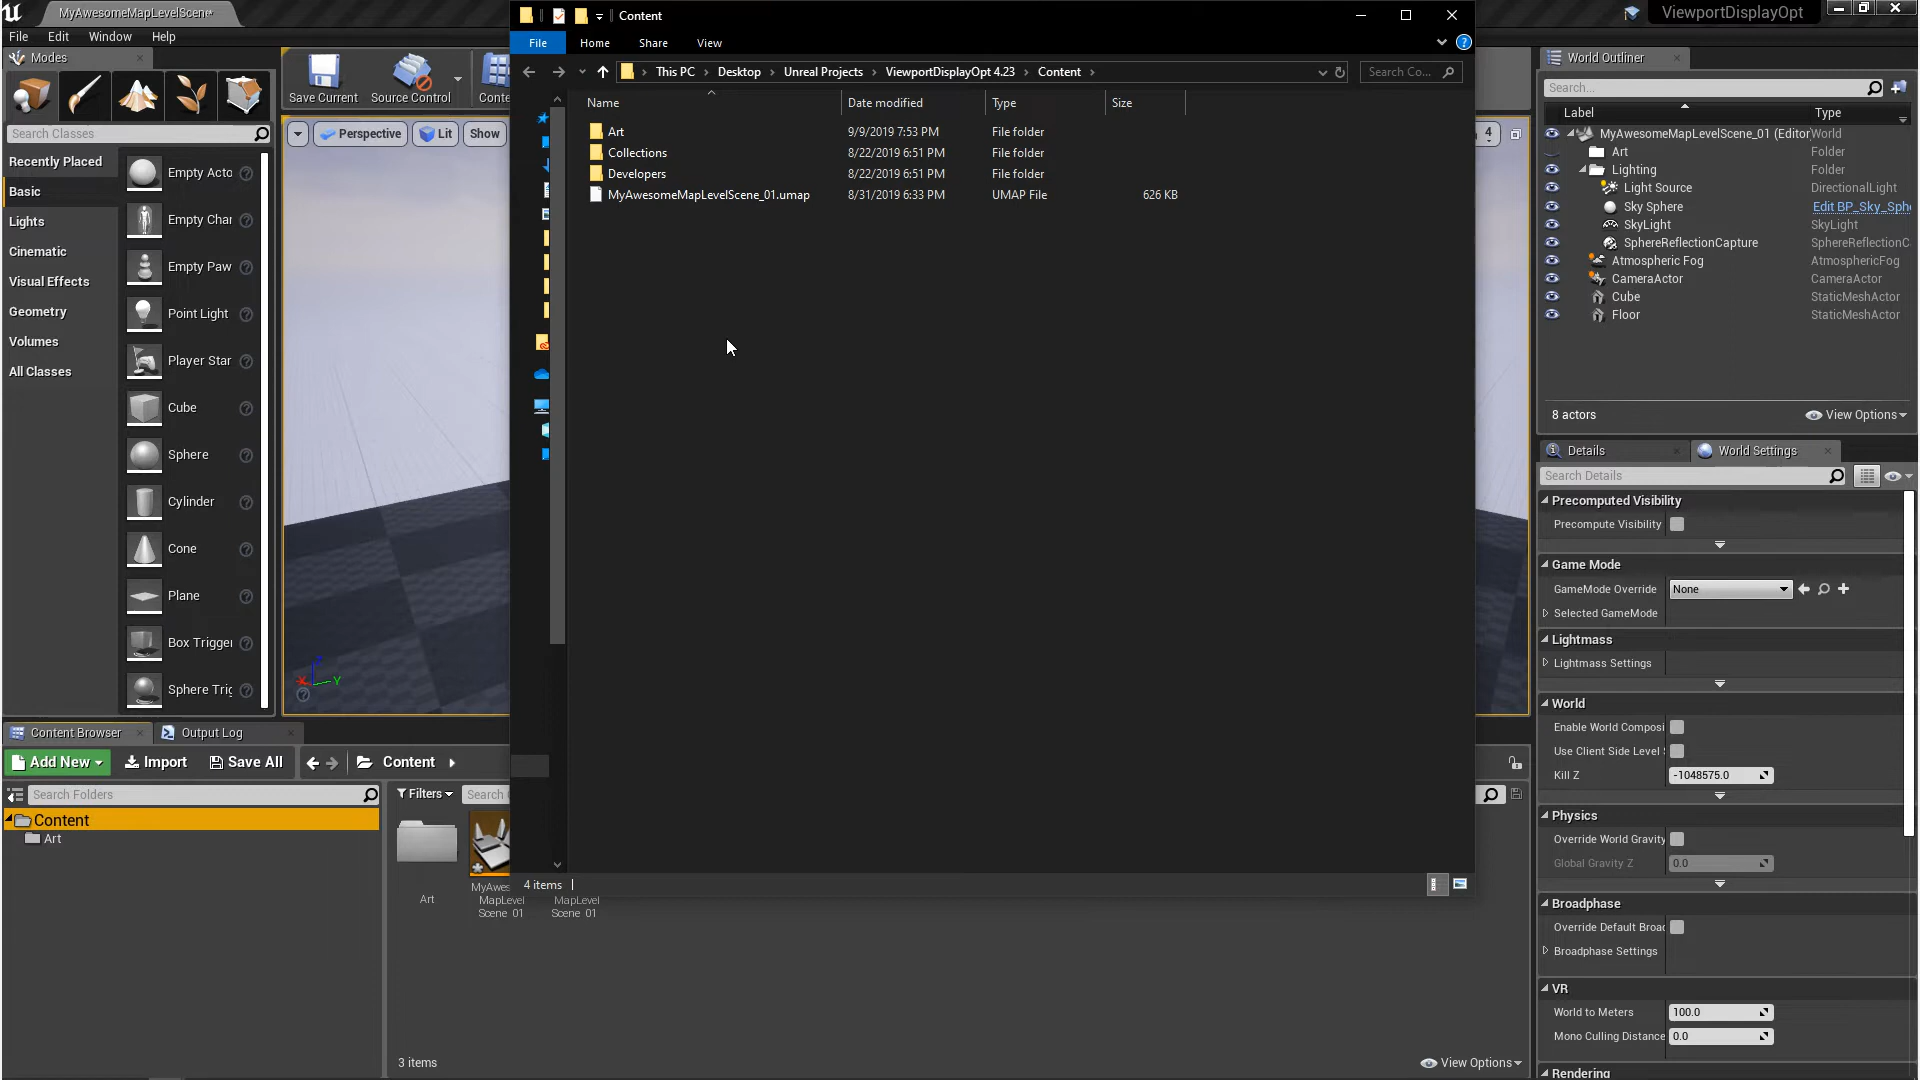 MyAwesomeMapLevelScene•
ViewportDisplayOpt
File
Edit
Window
Help
Modes
Save Current
Source Control
Conte
Search Classes
Recently Placed
Basic
Lights
Cinematic
Visual Effects
Geometry
Volumes
All Classes
Empty Acto
Empty Char
Empty Paw
Point Light
Player Star
Cube
Sphere
Cylinder
Cone
Plane
Box Trigger
Sphere Trig
Perspective
Lit
Show
X
Z
Y
4
Content
File
Home
Share
View
This PC
Desktop
Unreal Projects
ViewportDisplayOpt 4.23
Content
Search Co...
Name
Date modified
Type
Size
Art
9/9/2019 7:53 PM
File folder
Collections
8/22/2019 6:51 PM
File folder
Developers
8/22/2019 6:51 PM
File folder
MyAwesomeMapLevelScene_01.umap
8/31/2019 6:33 PM
UMAP File
626 KB
4 items
Content Browser
Output Log
Add New
Import
Save All
Content
Search Folders
Filters
Search
Content
Art
Art
MyAwes
MapLevel
Scene_01
MapLevel
Scene_01
3 items
View Options
World Outliner
Search...
Label
Type
MyAwesomeMapLevelScene_01 (Editor
World
Art
Folder
Lighting
Folder
Light Source
DirectionalLight
Sky Sphere
Edit BP_Sky_Sph
SkyLight
SkyLight
SphereReflectionCapture
SphereReflectionC
Atmospheric Fog
AtmosphericFog
CameraActor
CameraActor
Cube
StaticMeshActor
Floor
StaticMeshActor
8 actors
View Options
Details
World Settings
Search Details
Precomputed Visibility
Precompute Visibility
Game Mode
GameMode Override
None
Selected GameMode
Lightmass
Lightmass Settings
World
Enable World Composi
Use Client Side Level
Kill Z
-1048575.0
Physics
Override World Gravity
Global Gravity Z
0.0
Broadphase
Override Default Broa
Broadphase Settings
VR
World to Meters
100.0
Mono Culling Distance
0.0
Rendering